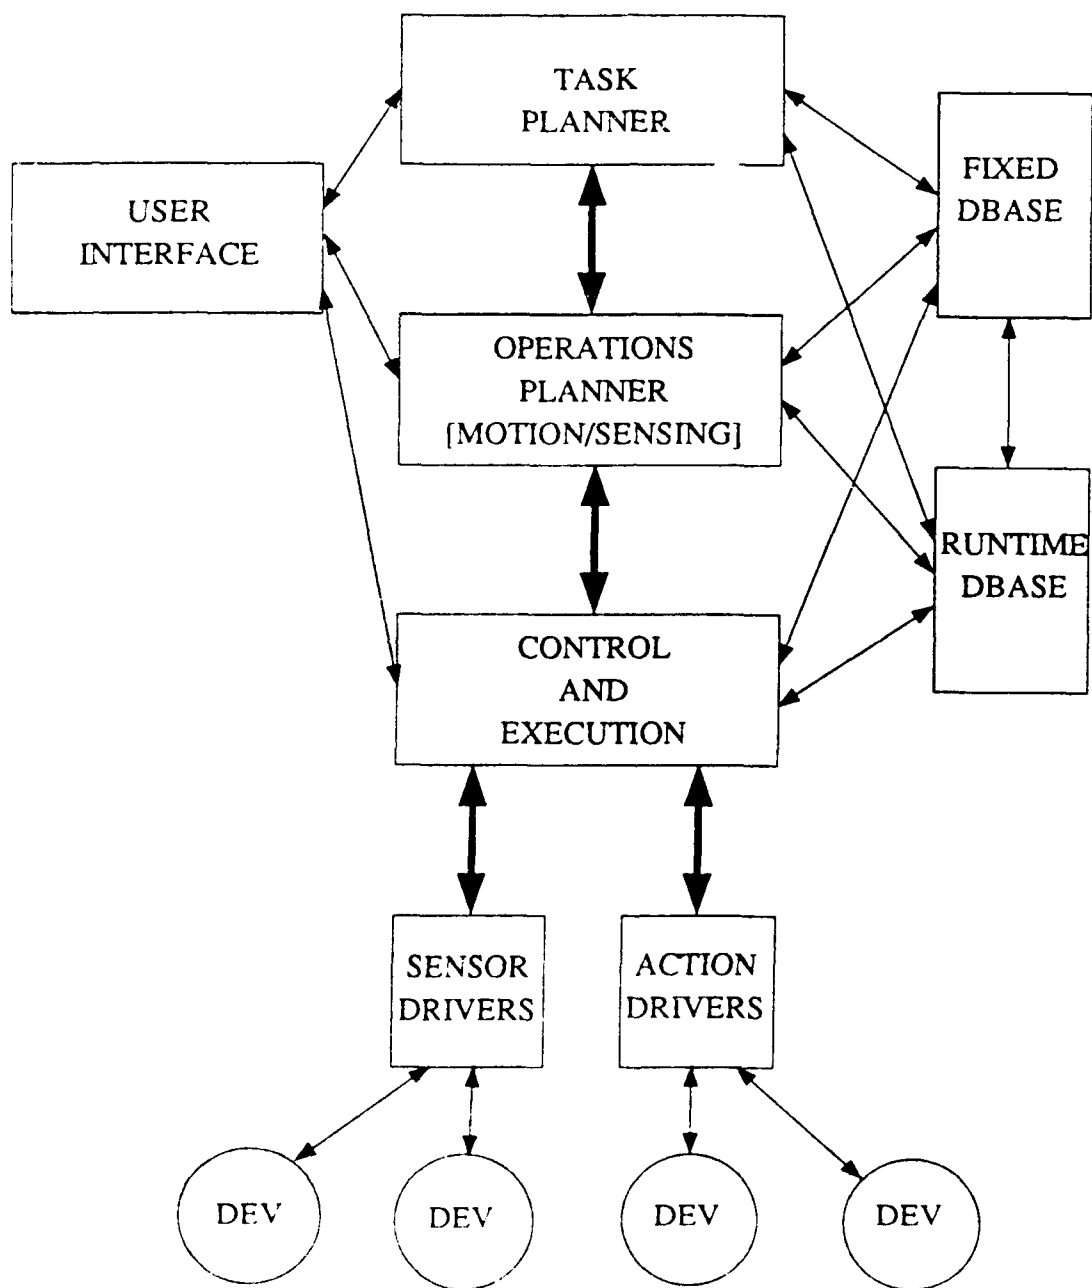 TASK
PLANNER
USER
INTERFACE
FIXED
DBASE
OPERATIONS
PLANNER
[MOTION/SENSING]
RUNTIME
DBASE
CONTROL
AND
EXECUTION
SENSOR
DRIVERS
ACTION
DRIVERS
DEV
DEV
DEV
DEV